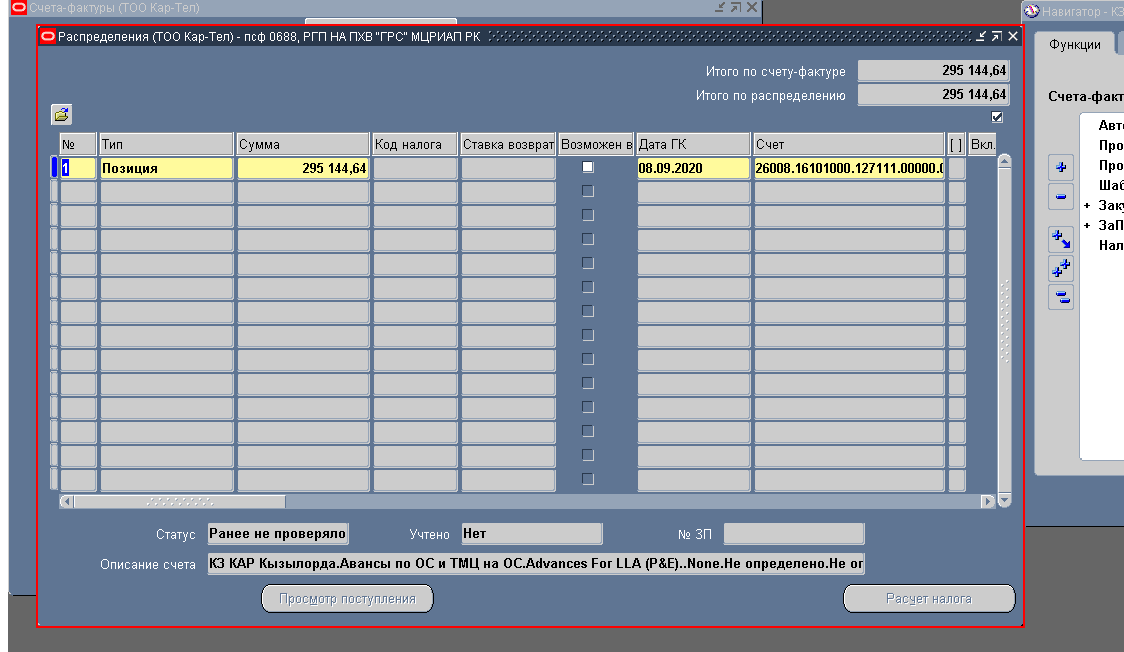 Счета-фактуры (ТОО Кар-Тел)
Навигатор - КЗ
Распределения (ТОО Кар-Тел) - псф 0688, РГП НА ПХВ "ГРС" МЦРИАП РК
Функции
Итого по счету-фактуре 295 144,64
Итого по распределению 295 144,64
Счета-факт
№ Тип Сумма Код налога Ставка возврат Возможен в Дата ГК Счет [ ] Вкл.
1 Позиция 295 144,64 08.09.2020 26008.16101000.127111.00000.0
Авто
Про
Про
Шаб
+ Заку
+ ЗаП
Нал
Статус Ранее не проверяло Учтено Нет № ЗП
Описание счета КЗ КАР Кызылорда.Авансы по ОС и ТМЦ на ОС.Advances For LLA (P&E)..None.Не определено.Не ог
Просмотр поступления Расчет налога